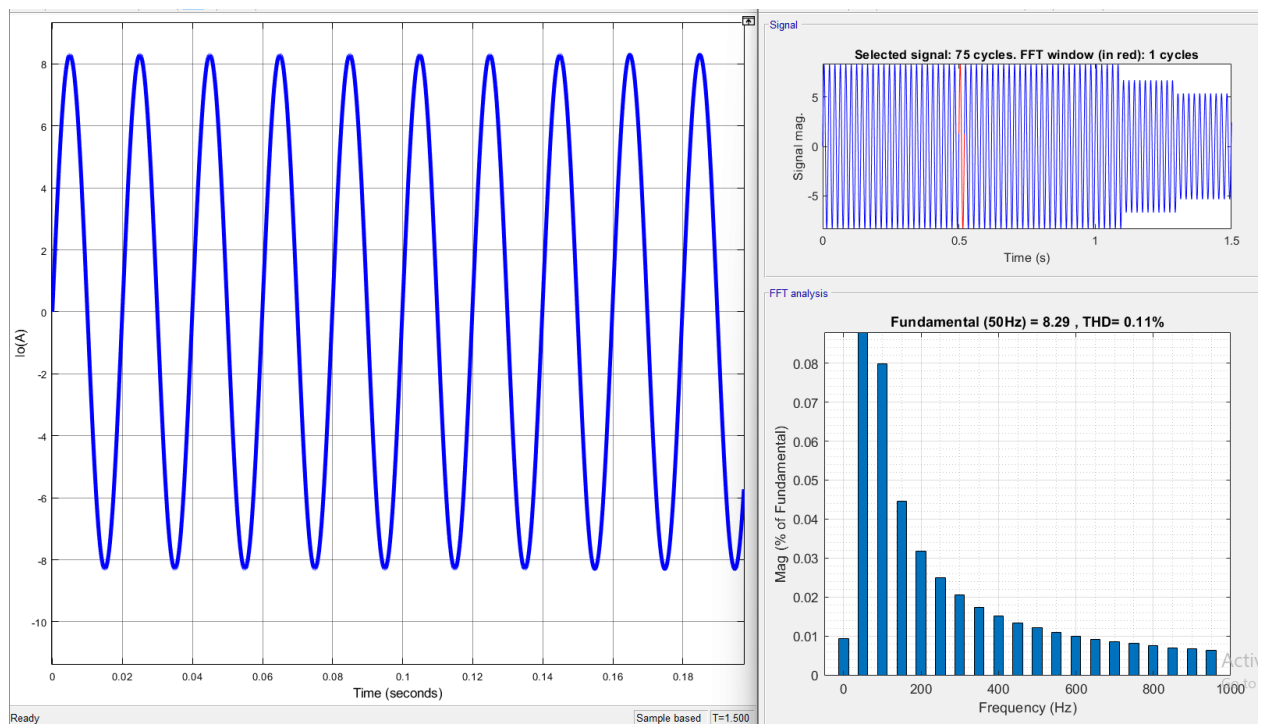 Io(A)
8
6
4
2
0
-2
-4
-6
-8
-10
0
0.02
0.04
0.06
0.08
0.1
0.12
0.14
0.16
0.18
Time (seconds)
Ready
Sample based
T=1.500
Signal
Selected signal: 75 cycles. FFT window (in red): 1 cycles
Signal mag.
5
0
-5
0
0.5
1
1.5
Time (s)
FFT analysis
Fundamental (50Hz) = 8.29 , THD= 0.11%
Mag (% of Fundamental)
0.08
0.07
0.06
0.05
0.04
0.03
0.02
0.01
0
0
200
400
600
800
1000
Frequency (Hz)
Activ
Go to